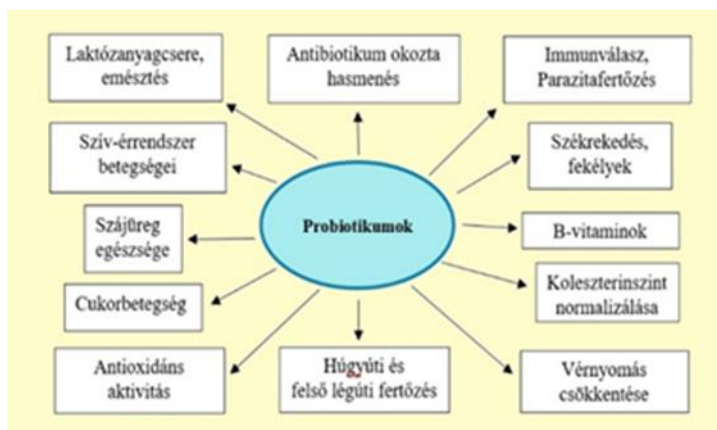 Laktózanyagcsere,
emésztés
Antibiotikum okozta
hasmenés
Immunválasz,
Parazitafertőzés
Szív-érrendszer
betegségei
Székrekedés,
fekélyek
Szájüreg
egészsége
Probiotikumok
B-vitaminok
Cukorbetegség
Koleszterinszint
normalizálása
Antioxidáns
aktivitás
Húgyúti és
felső légúti fertőzés
Vérnyomás
csökkentése